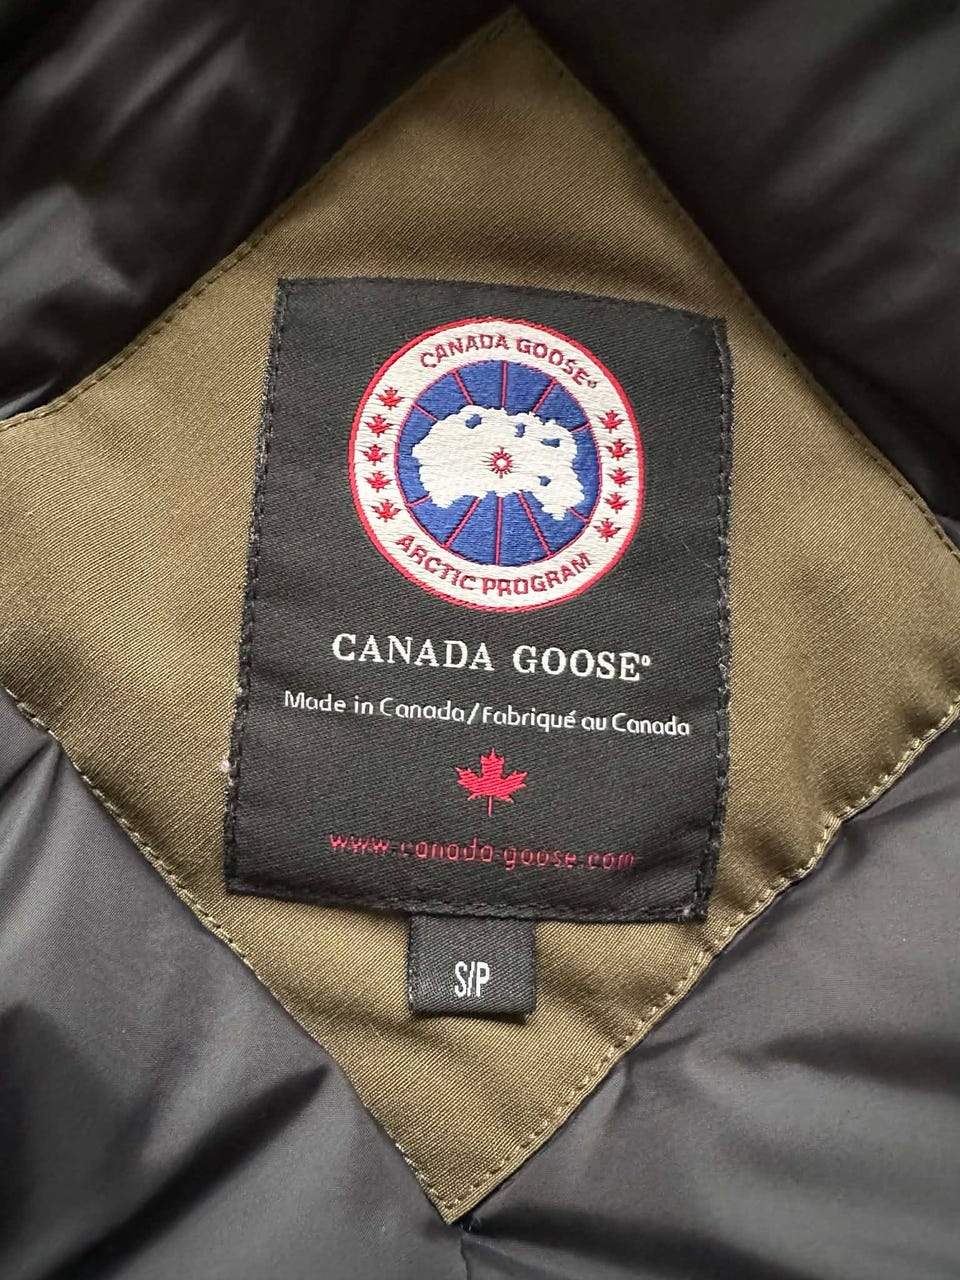 CANADA GOOSE®
ARCTIC PROGRAM
CANADA GOOSE®
Made in Canada/Fabriqué au Canada
www.canada-goose.com
S/P